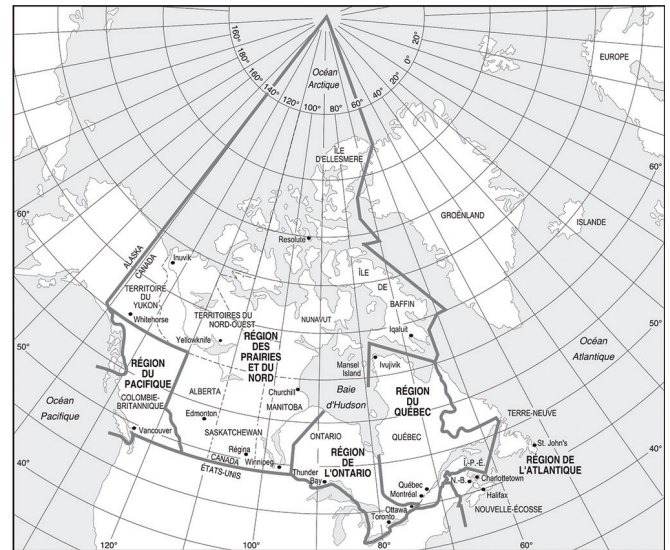 160°
160°
160°
140°
120°
100°
80°
60°
40°
20°
0°
20°
Océan
Arctique
EUROPE
ÎLE
D'ELLESMERE
GROËNLAND
ISLANDE
60°
60°
Resolute
Inuvik
ALASKA
CANADA
ÎLE
DE
BAFFIN
TERRITOIRE
DU
YUKON
Whitehorse
TERRITOIRES DU
NORD-OUEST
NUNAVUT
Iqaluit
Yellowknife
50°
50°
RÉGION
DES
PRAIRIES
ET DU
NORD
Océan
Atlantique
Mansel
Island
Ivujivik
RÉGION
DU
PACIFIQUE
COLOMBIE-
BRITANNIQUE
Océan
Pacifique
ALBERTA
Churchill
MANITOBA
Baie
d'Hudson
RÉGION
DU
QUÉBEC
TERRE-NEUVE
Edmonton
Vancouver
SASKATCHEWAN
ONTARIO
QUÉBEC
St. John's
40°
40°
Régina
Winnipeg
CANADA
ÉTATS-UNIS
RÉGION
DE
L'ONTARIO
Thunder
Bay
RÉGION DE
L'ATLANTIQUE
Î.-P.-É.
Charlottetown
N.-B.
Halifax
NOUVELLE-ÉCOSSE
Québec
Montréal
Ottawa
Toronto
120°
100°
80°
60°